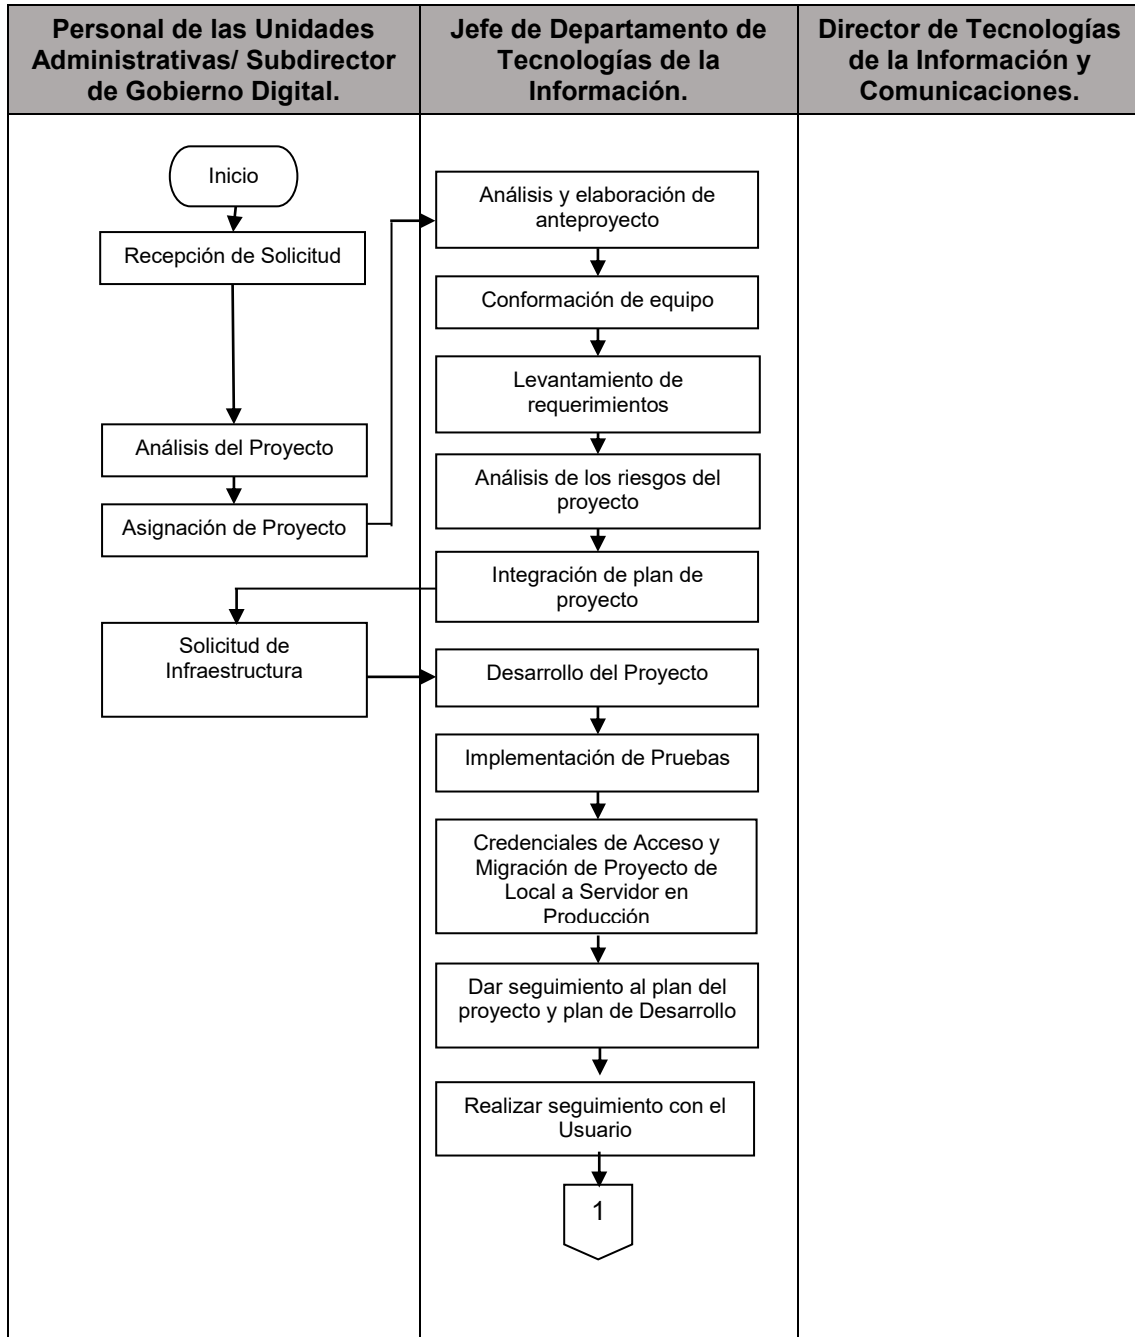 Personal de las Unidades
Administrativas/ Subdirector
de Gobierno Digital.
Jefe de Departamento de
Tecnologías de la
Información.
Director de Tecnologías
de la Información y
Comunicaciones.
Inicio
Recepción de Solicitud
Análisis del Proyecto
Asignación de Proyecto
Análisis y elaboración de
anteproyecto
Conformación de equipo
Levantamiento de
requerimientos
Análisis de los riesgos del
proyecto
Integración de plan de
proyecto
Solicitud de
Infraestructura
Desarrollo del Proyecto
Implementación de Pruebas
Credenciales de Acceso y
Migración de Proyecto de
Local a Servidor en
Producción
Dar seguimiento al plan del
proyecto y plan de Desarrollo
Realizar seguimiento con el
Usuario
1